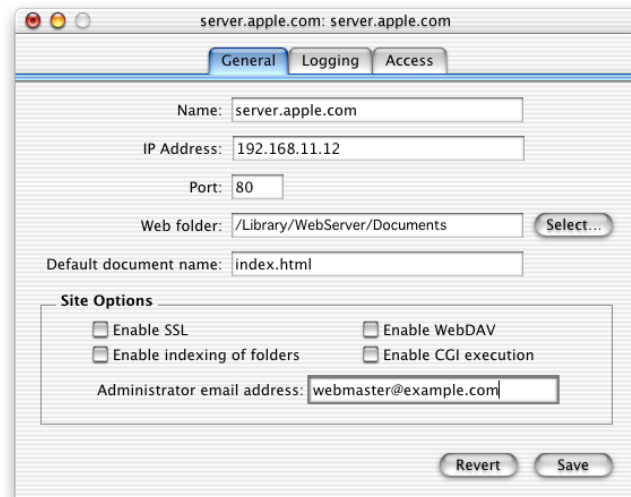 server.apple.com: server.apple.com
General Logging Access
Name: server.apple.com
IP Address: 192.168.11.12
Port: 80
Web folder: /Library/WebServer/Documents Select...
Default document name: index.html
Site Options
Enable SSL Enable WebDAV
Enable indexing of folders Enable CGI execution
Administrator email address: webmaster@example.com
Revert Save